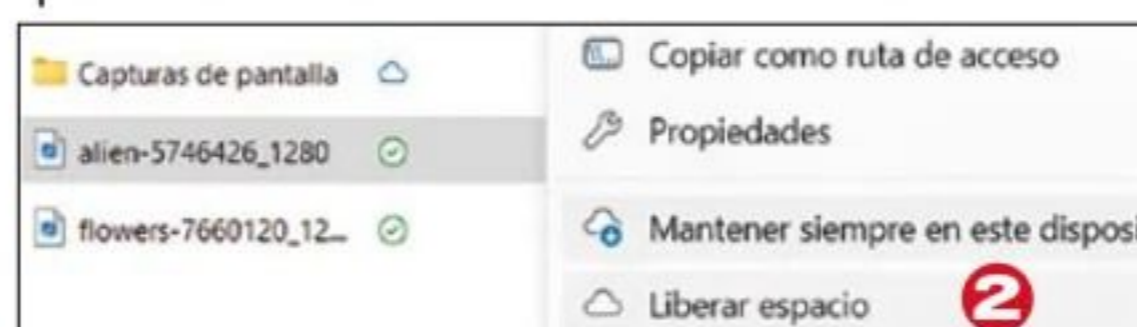 Capturas de pantalla
alien-5746426_1280
flowers-7660120_12...
Copiar como ruta de acceso
Propiedades
Mantener siempre en este disposi
Liberar espacio
2